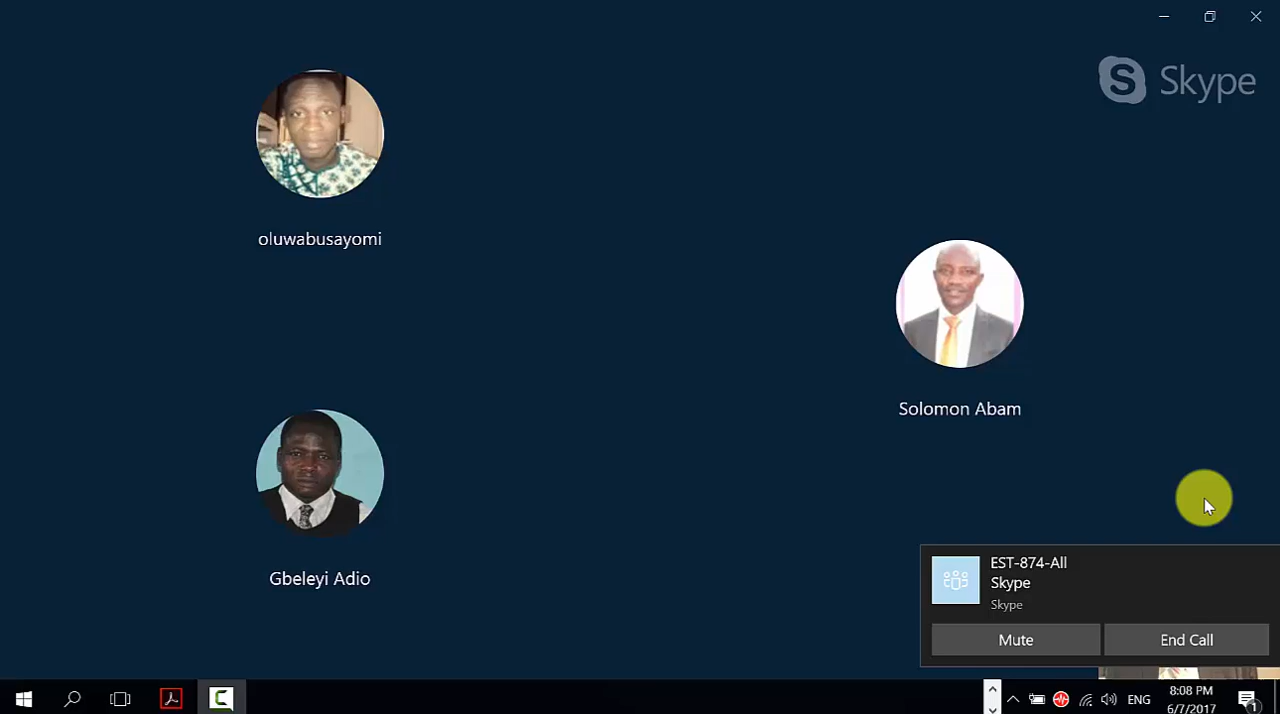 Skype
oluwabusayomi
Solomon Abam
Gbeleyi Adio
EST-874-All
Skype
Skype
Mute
End Call
ENG
8:08 PM
6/7/2017
1